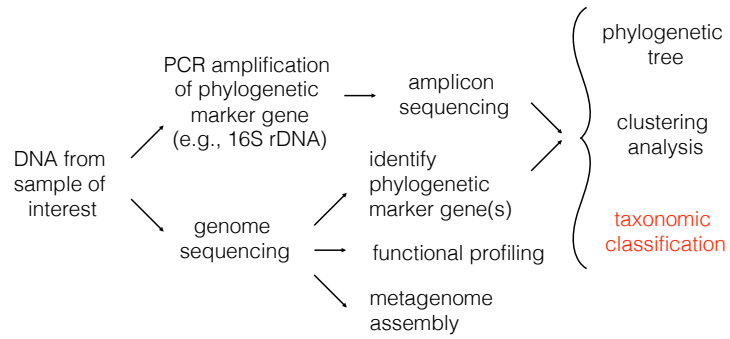 DNA from
sample of
interest
PCR amplification
of phylogenetic
marker gene
(e.g., 16S rDNA)
amplicon
sequencing
genome
sequencing
identify
phylogenetic
marker gene(s)
functional profiling
metagenome
assembly
phylogenetic
tree
clustering
analysis
taxonomic
classification